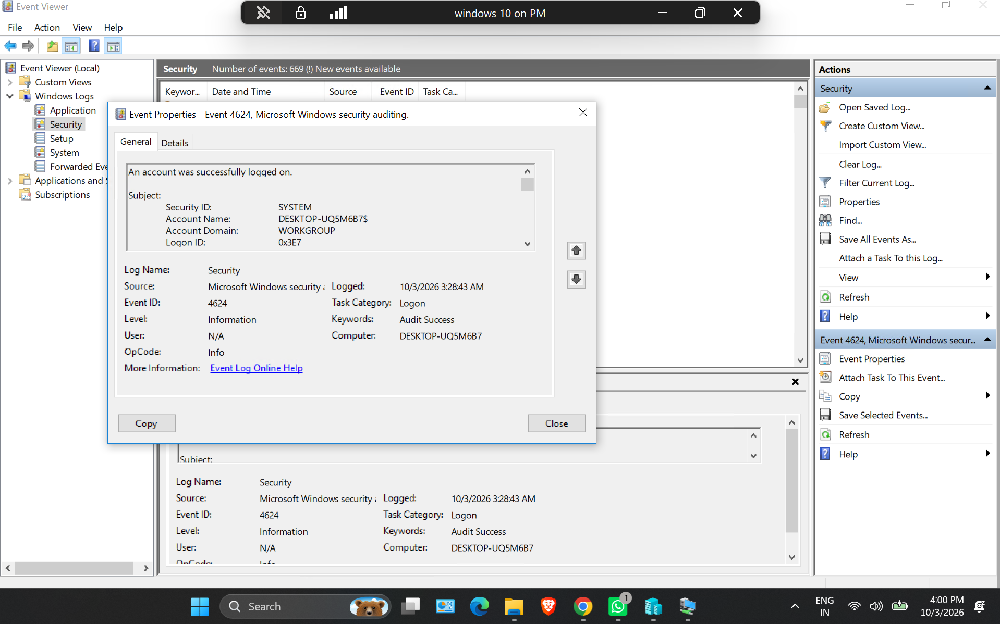 Event Viewer
windows 10 on PM
File Action View Help
Event Viewer (Local)
Custom Views
Windows Logs
Application
Security
Setup
System
Forwarded Eve
Applications and S
Subscriptions
Security Number of events: 669 (!) New events available
Keywor... Date and Time Source Event ID Task Ca...
Event Properties - Event 4624, Microsoft Windows security auditing.
General Details
An account was successfully logged on.
Subject:
Security ID: SYSTEM
Account Name: DESKTOP-UQ5M6B7$
Account Domain: WORKGROUP
Logon ID: 0x3E7
Log Name: Security
Source: Microsoft Windows security a Logged: 10/3/2026 3:28:43 AM
Event ID: 4624 Task Category: Logon
Level: Information Keywords: Audit Success
User: N/A Computer: DESKTOP-UQ5M6B7
OpCode: Info
More Information: Event Log Online Help
Copy Close
Subject:
Log Name: Security
Source: Microsoft Windows security a Logged: 10/3/2026 3:28:43 AM
Event ID: 4624 Task Category: Logon
Level: Information Keywords: Audit Success
User: N/A Computer: DESKTOP-UQ5M6B7
OpCode: Info
Actions
Security
Open Saved Log...
Create Custom View...
Import Custom View...
Clear Log...
Filter Current Log...
Properties
Find...
Save All Events As...
Attach a Task To this Log...
View
Refresh
Help
Event 4624, Microsoft Windows secur...
Event Properties
Attach Task To This Event...
Copy
Save Selected Events...
Refresh
Help
Search
1
ENG
IN
4:00 PM
10/3/2026